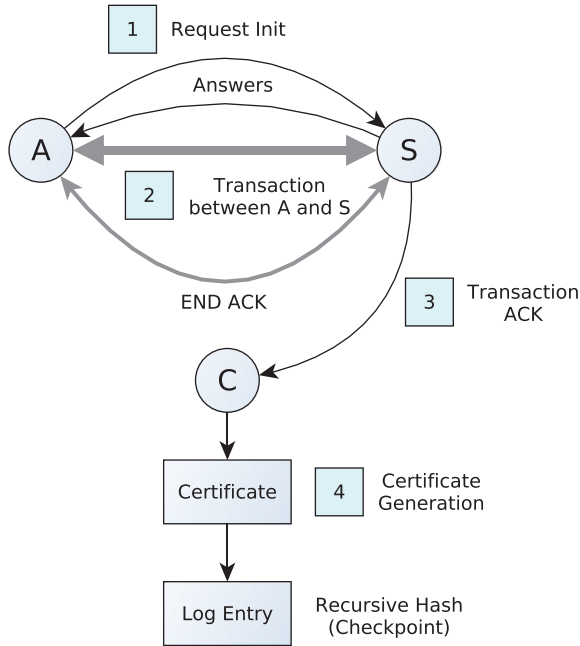 1
Request Init
Answers
A
S
2
Transaction
between A and S
END ACK
3
Transaction
ACK
C
Certificate
4
Certificate
Generation
Log Entry
Recursive Hash
(Checkpoint)